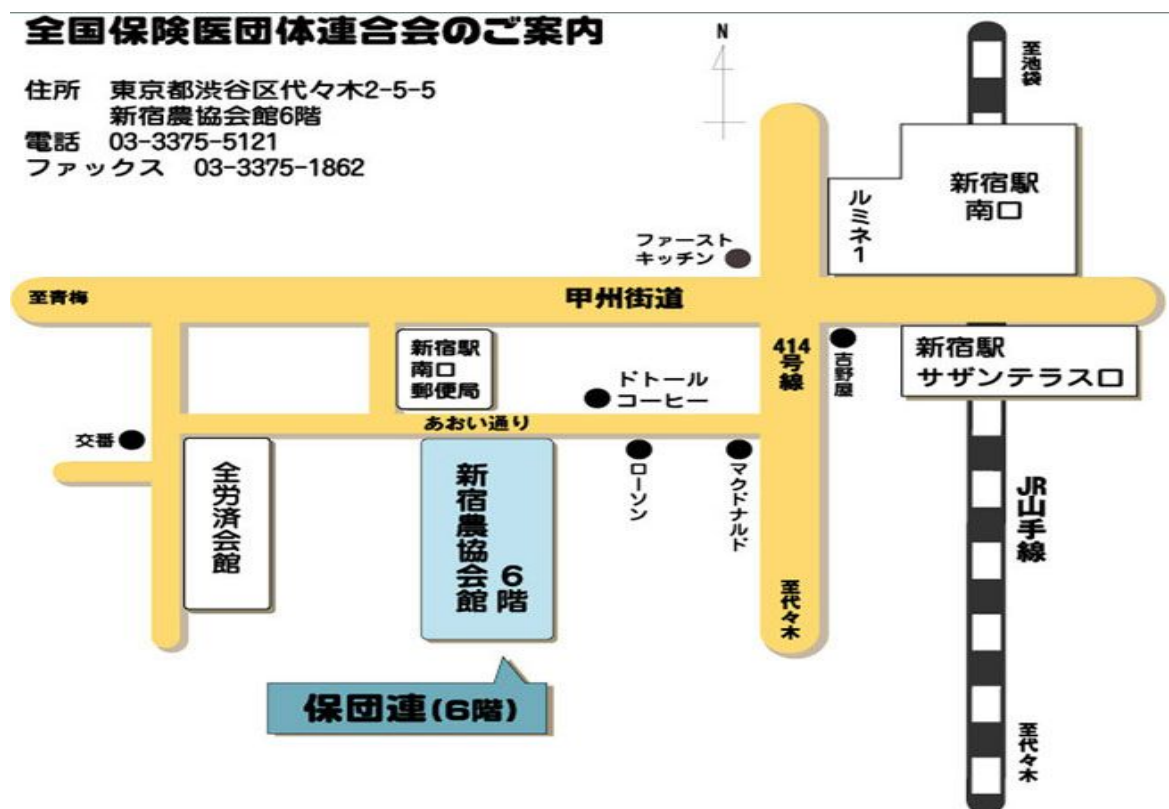 全国保険医団体連合会のご案内
住所 東京都渋谷区代々木2-5-5
新宿農協会館6階
電話 03-3375-5121
ファックス 03-3375-1862
N
至池袋
新宿駅
南口
ルミネ1
ファースト
キッチン
至青梅
甲州街道
新宿駅
南口
郵便局
ドトール
コーヒー
414号線
吉野屋
新宿駅
サザンテラス口
あおい通り
交番
全労済会館
新宿農協会館
6階
ローソン
マクドナルド
JR山手線
至代々木
保団連(6階)
至代々木